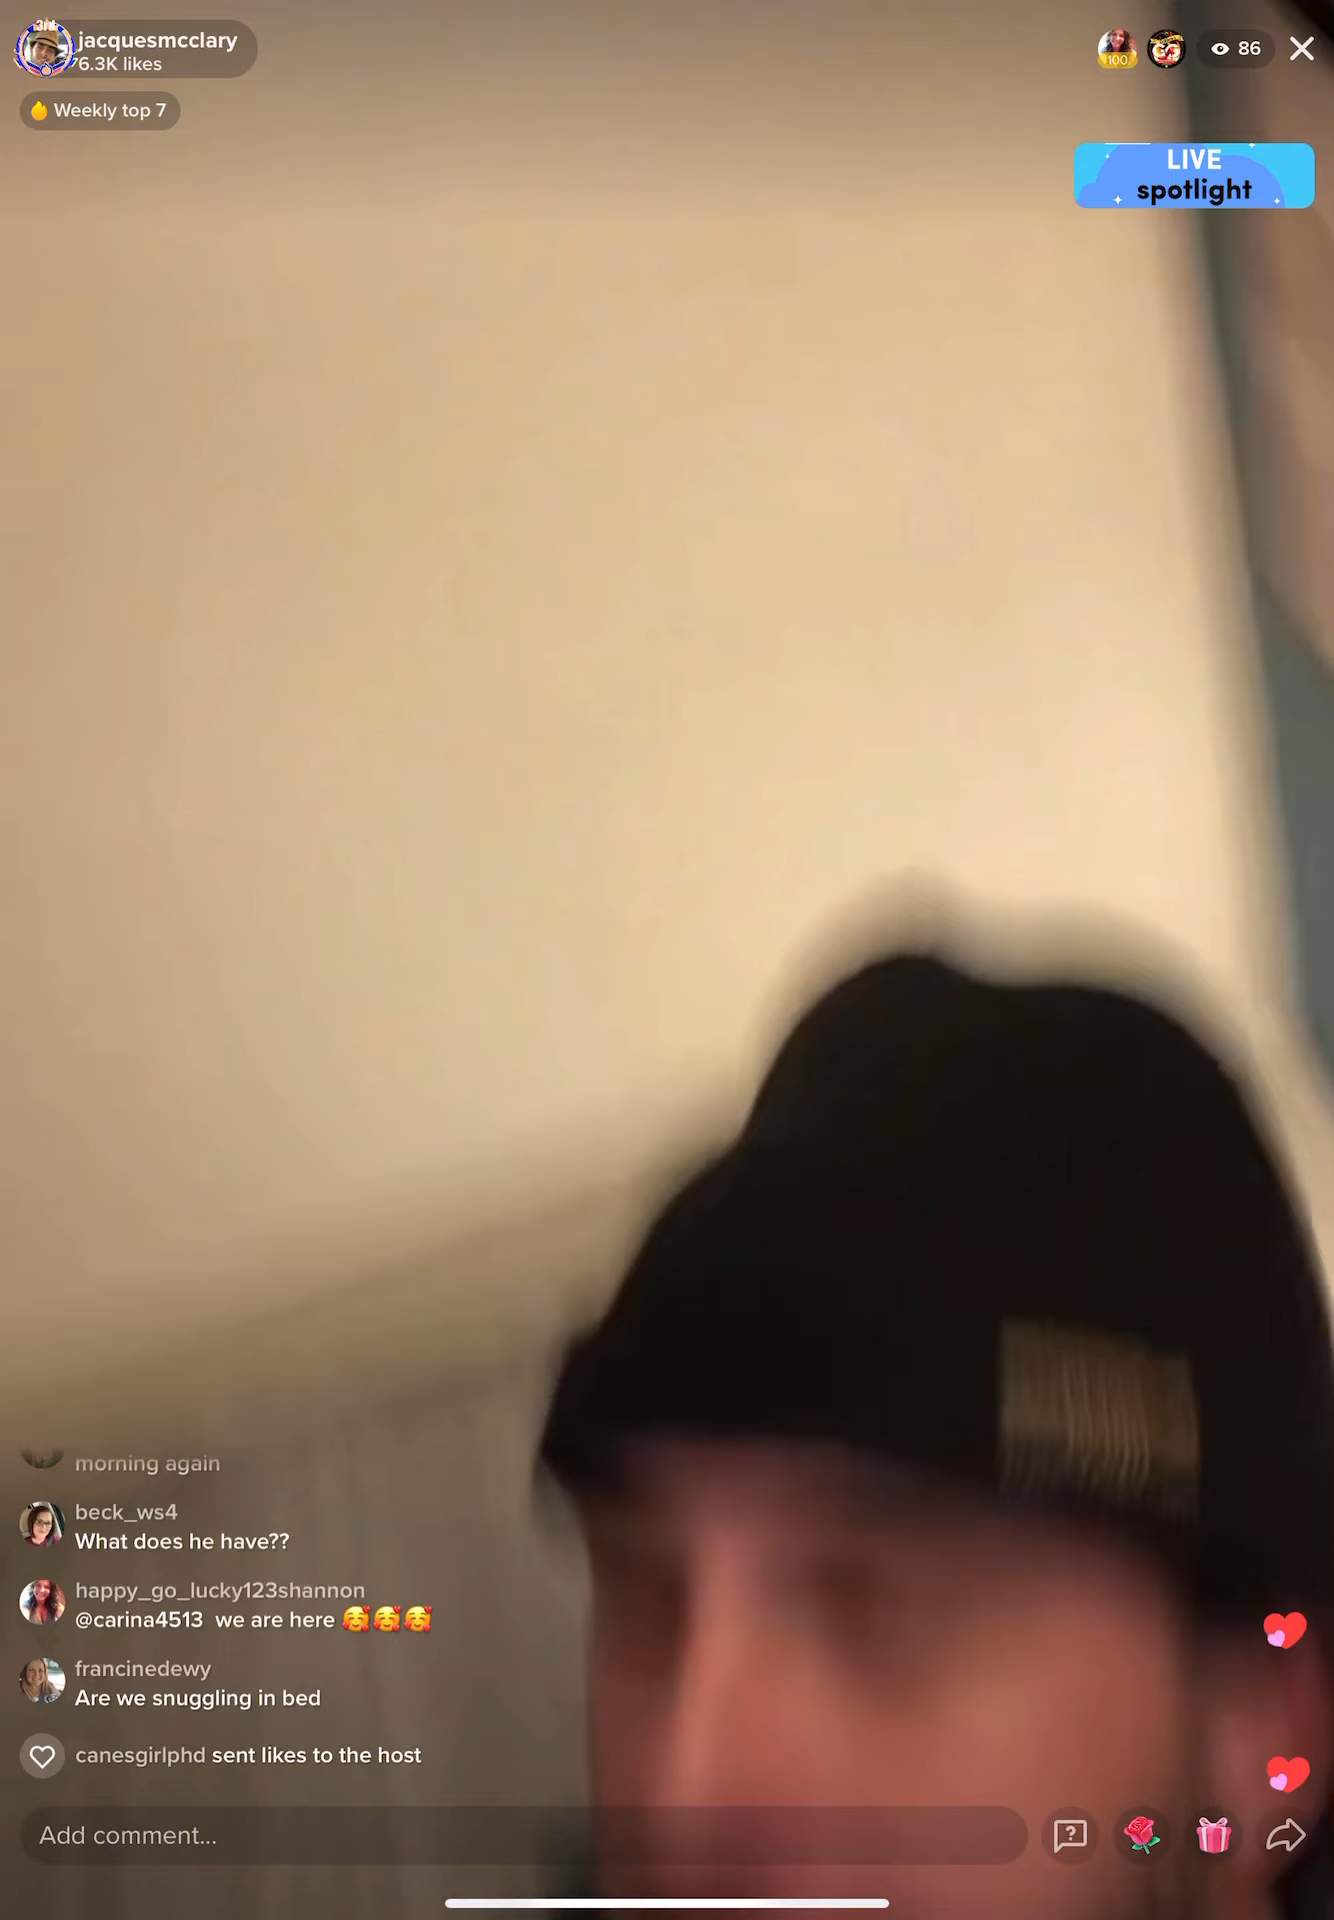 3rd
jacquesmcclary
6.3K likes
100
86
Weekly top 7
LIVE
spotlight
morning again
beck_ws4
What does he have??
happy_go_lucky123shannon
@carina4513 we are here 🥰🥰🥰
francinedewy
Are we snuggling in bed
canesgirlphd sent likes to the host
Add comment...